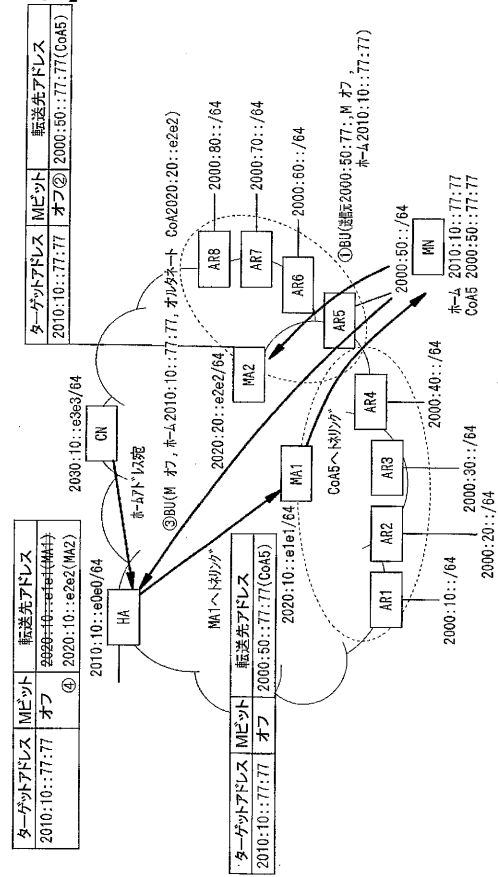 ターゲットアドレス Mビット 転送先アドレス
2010:10::77:77 オフ 2020:10::e1e1(MA1)
④ 2020:10::e2e2(MA2)
ターゲットアドレス Mビット 転送先アドレス
2010:10::77:77 オフ② 2000:50::77:77(CoA5)
2010:10::e0e0/64
HA
2030:10::e3e3/64
CN
ホームアドレス宛
③BU(M オフ,ホーム2010:10::77:77,オルタネート CoA2020:20::e2e2)
MA1へトネリング
ターゲットアドレス Mビット 転送先アドレス
2010:10::77:77 オフ 2000:50::77:77(CoA5)
2020:10::e1e1/64
MA1
2020:20::e2e2/64
MA2
CoA5へトネリング
AR8
2000:80::/64
AR7
2000:70::/64
AR6
2000:60::/64
AR5
2000:50::/64
①BU(送信元2000:50::77:,M オフ,
ホーム2010:10::77:77)
AR1
AR2
AR3
AR4
2000:10::/64
2000:20::/64
2000:30::/64
2000:40::/64
MN
ホーム 2010:10::77:77
CoA5 2000:50::77:77